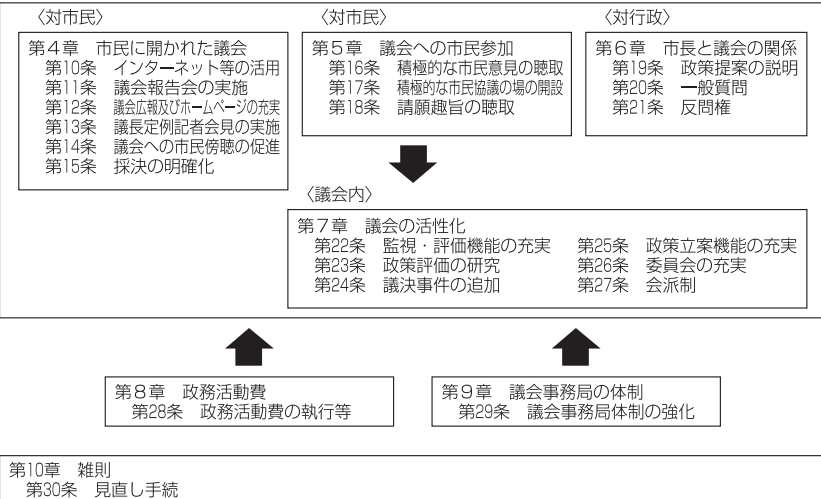 〈対市民〉
第4章　市民に開かれた議会
第10条　インターネット等の活用
第11条　議会報告会の実施
第12条　議会広報及びホームページの充実
第13条　議長定例記者会見の実施
第14条　議会への市民傍聴の促進
第15条　採決の明確化
〈対市民〉
第5章　議会への市民参加
第16条　積極的な市民意見の聴取
第17条　積極的な市民協議の場の開設
第18条　請願趣旨の聴取
〈対行政〉
第6章　市長と議会の関係
第19条　政策提案の説明
第20条　一般質問
第21条　反問権
〈議会内〉
第7章　議会の活性化
第22条　監視・評価機能の充実
第23条　政策評価の研究
第24条　議決事件の追加
第25条　政策立案機能の充実
第26条　委員会の充実
第27条　会派制
第8章　政務活動費
第28条　政務活動費の執行等
第9章　議会事務局の体制
第29条　議会事務局体制の強化
第10章　雑則
第30条　見直し手続